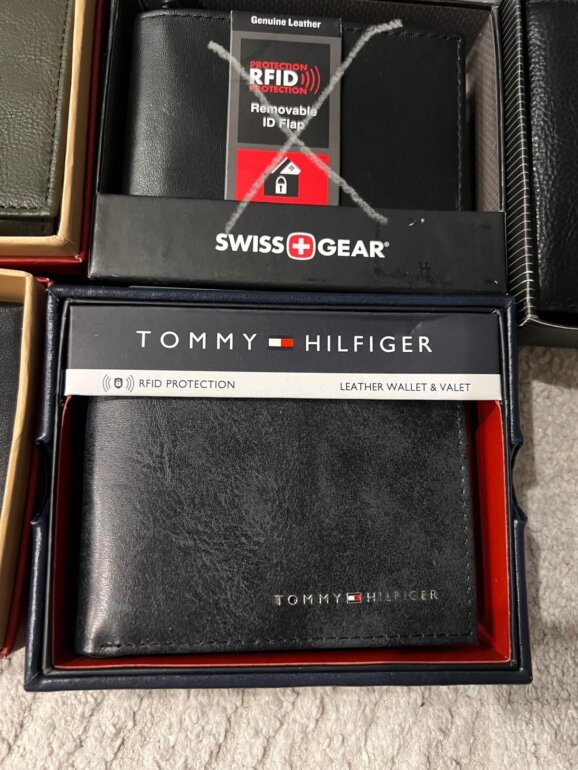 Genuine Leather
PROTECTION
RFID
PROTECTION
Removable
ID Flap
SWISS GEAR®
TOMMY HILFIGER
RFID PROTECTION
LEATHER WALLET & VALET
TOMMY HILFIGER